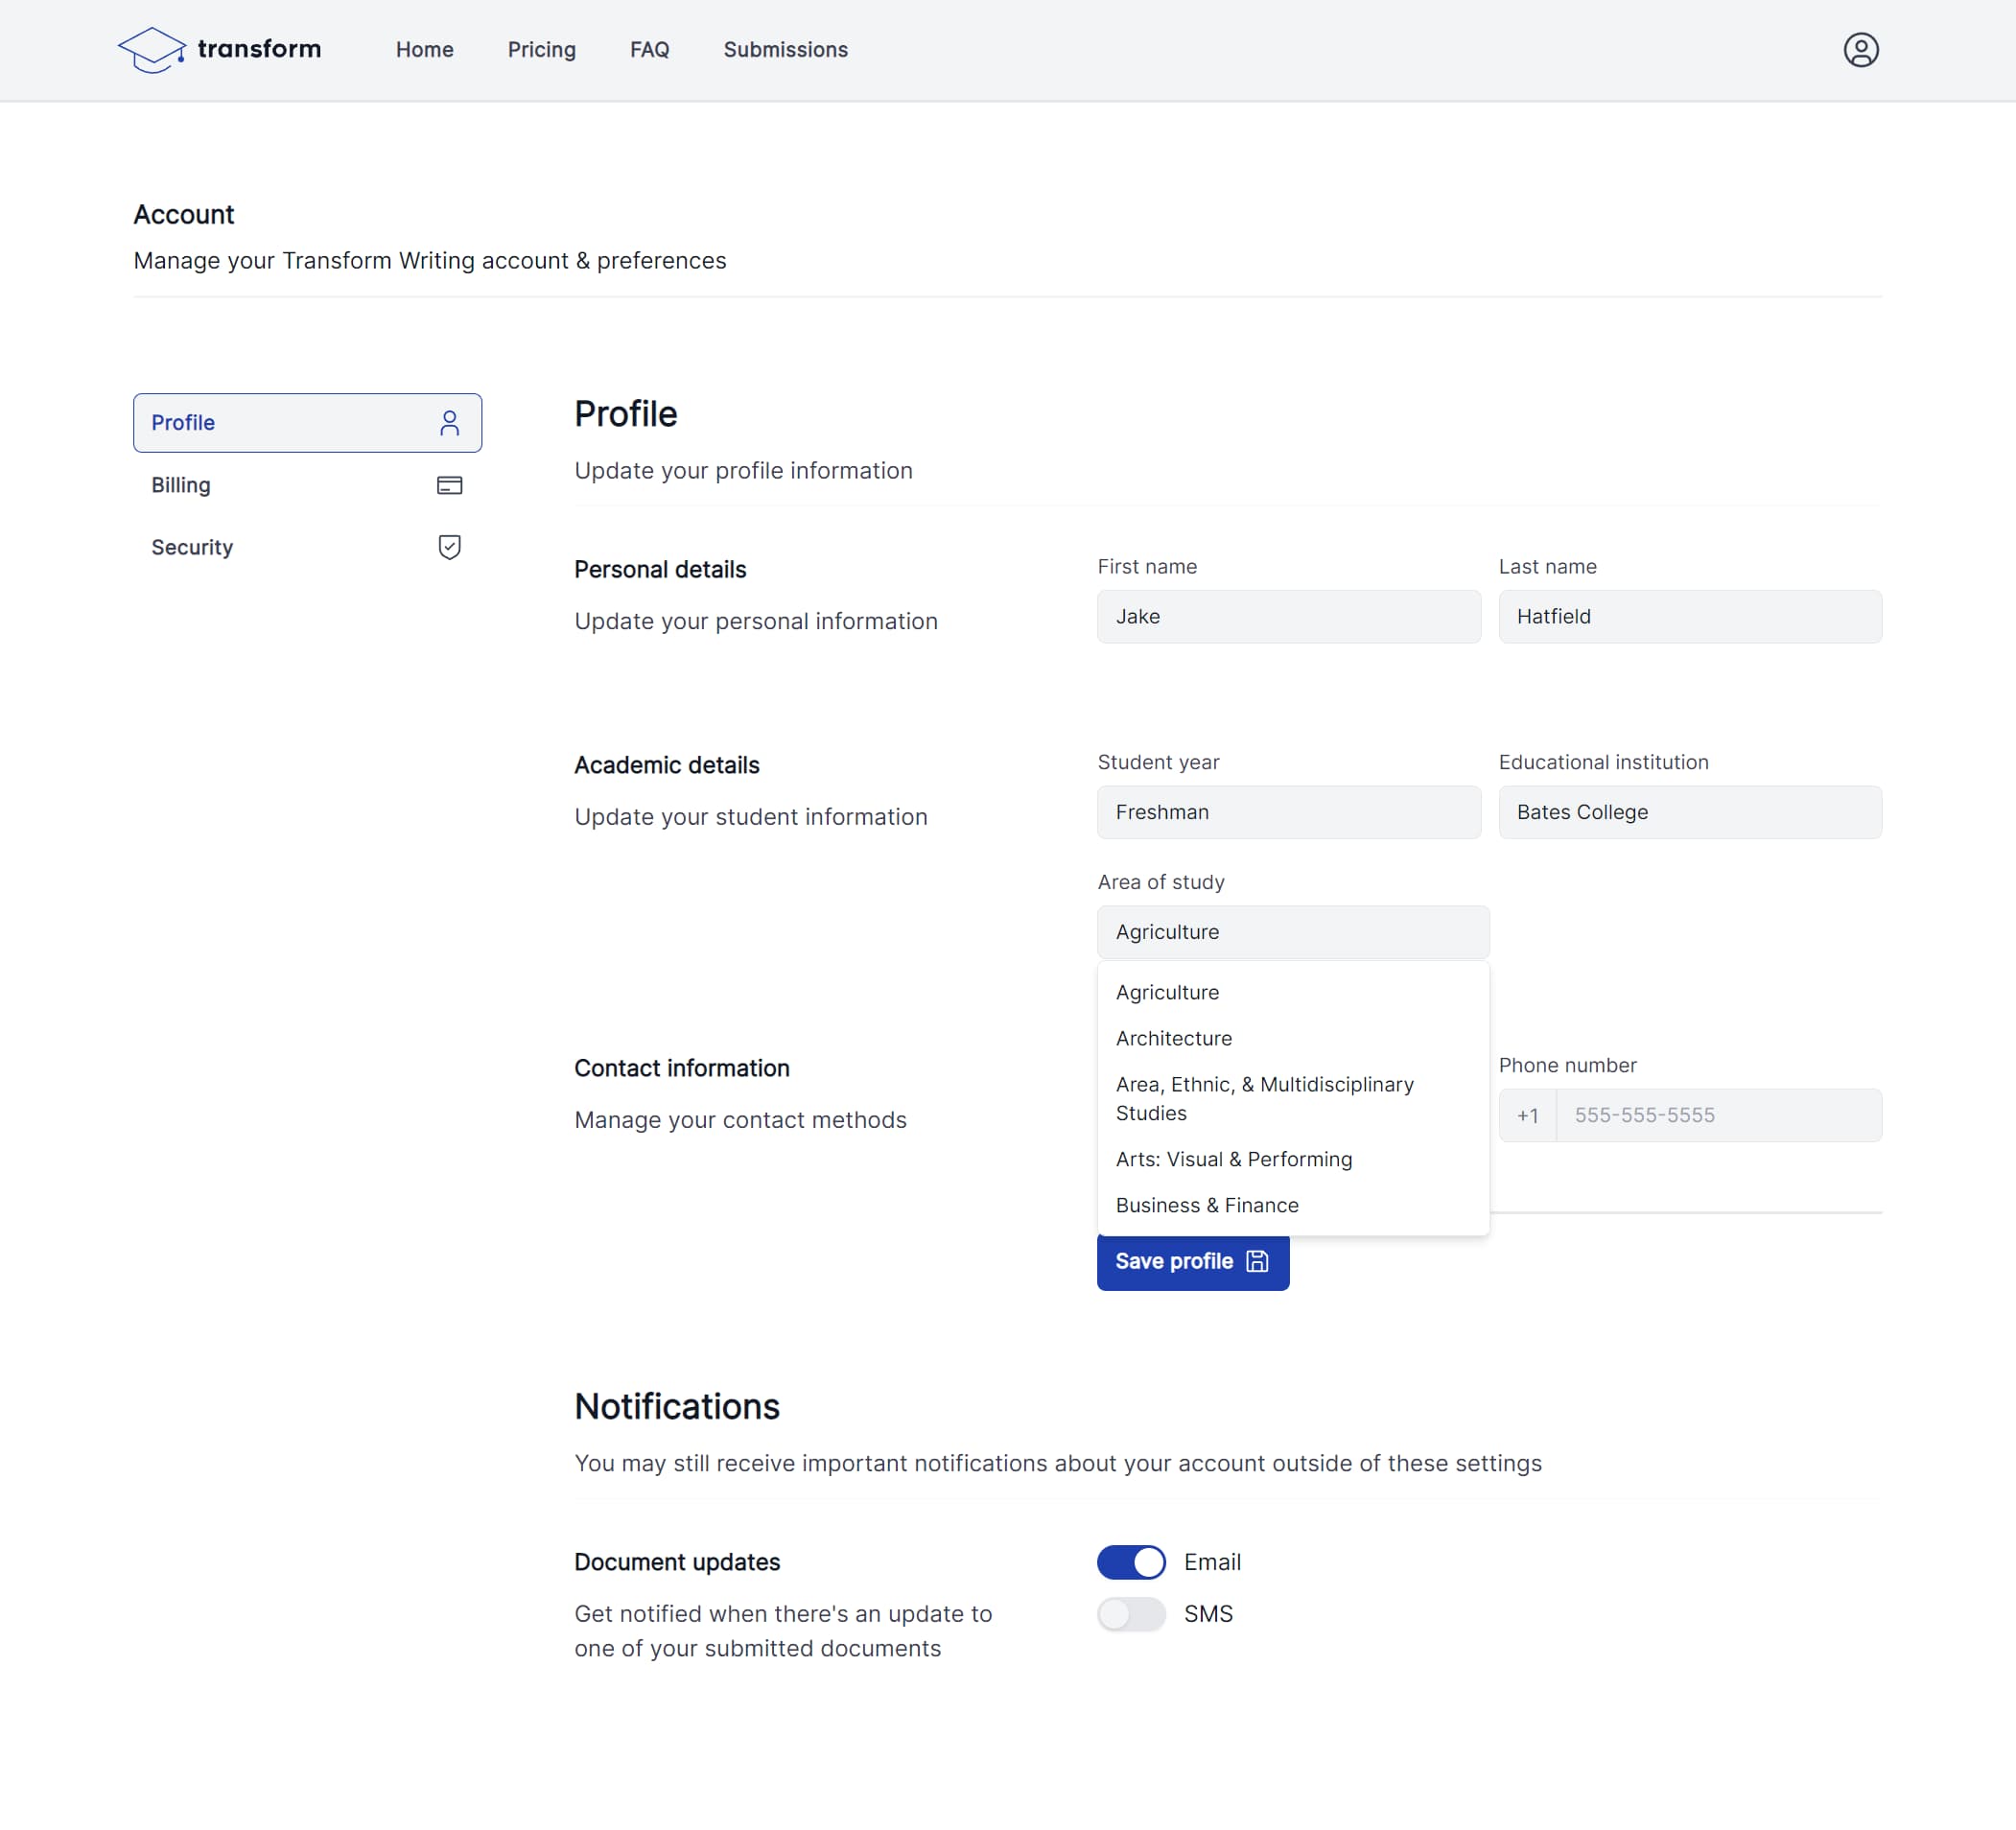 transform
Home
Pricing
FAQ
Submissions
Account
Manage your Transform Writing account & preferences
Profile
Billing
Security
Profile
Update your profile information
Personal details
Update your personal information
First name
Jake
Last name
Hatfield
Academic details
Update your student information
Student year
Freshman
Educational institution
Bates College
Area of study
Agriculture
Agriculture
Architecture
Area, Ethnic, & Multidisciplinary
Studies
Arts: Visual & Performing
Business & Finance
Contact information
Manage your contact methods
Phone number
+1
555-555-5555
Save profile
Notifications
You may still receive important notifications about your account outside of these settings
Document updates
Get notified when there's an update to
one of your submitted documents
Email
SMS